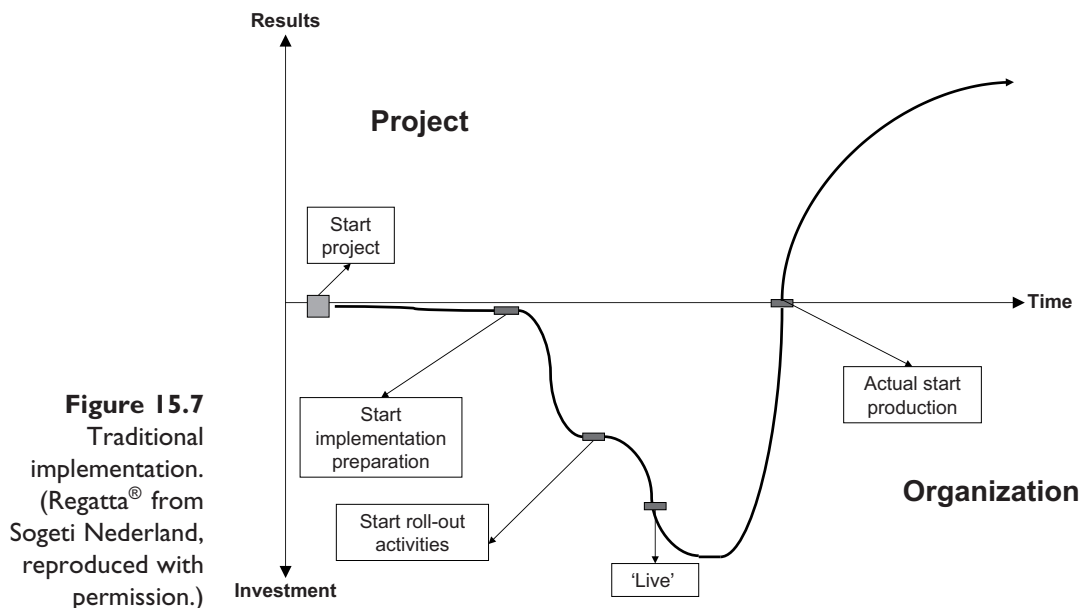 Results
Project
Start
project
Time
Actual start
production
Start
implementation
preparation
Organization
Start roll-out
activities
'Live'
Investment
Figure 15.7
Traditional
implementation.
(Regatta® from
Sogeti Nederland,
reproduced with
permission.)